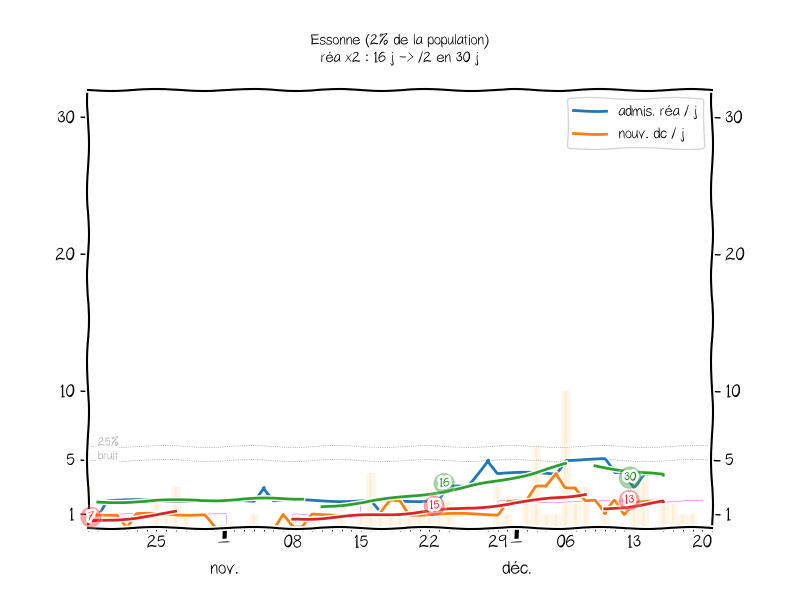 Essonne (2% de la population)
réa x2 : 16 j -> /2 en 30 j
admis. réa / j
nouv. dc / j
30 30
20 20
10 10
25%
bruit
5 5
1 1
7 16 15 30 13
25 08 15 22 29 06 13 20
nov. déc.